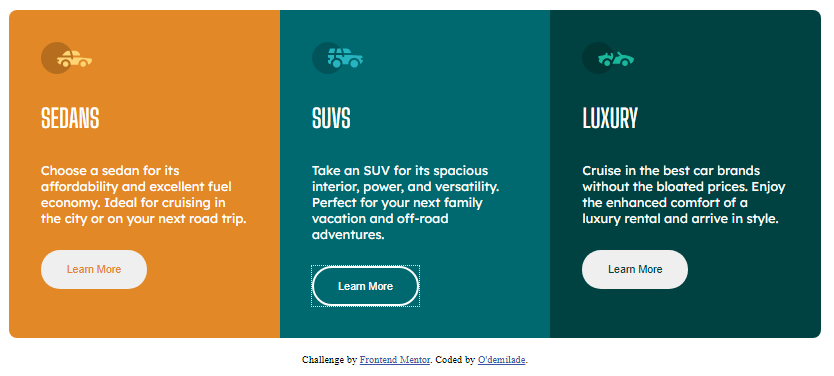 SEDANS
Choose a sedan for its
affordability and excellent fuel
economy. Ideal for cruising in
the city or on your next road trip.
Learn More
SUVS
Take an SUV for its spacious
interior, power, and versatility.
Perfect for your next family
vacation and off-road
adventures.
Learn More
LUXURY
Cruise in the best car brands
without the bloated prices. Enjoy
the enhanced comfort of a
luxury rental and arrive in style.
Learn More
Challenge by Frontend Mentor. Coded by O'demilade.